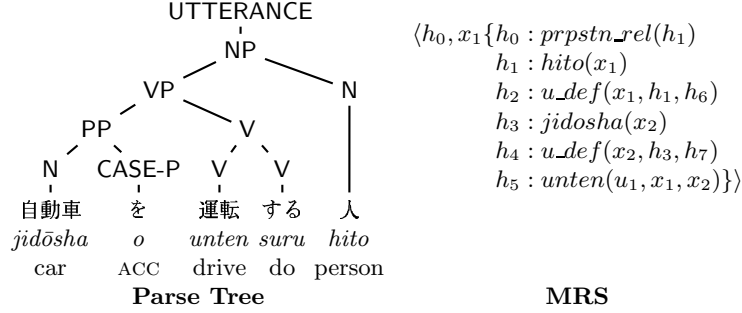 UTTERANCE
NP
VP N
PP V
N CASE-P V V
自動車 を 運転 する 人
jidōsha o unten suru hito
car ACC drive do person
Parse Tree
⟨h₀, x₁{h₀ : prpstn_rel(h₁)
h₁ : hito(x₁)
h₂ : u_def(x₁, h₁, h₆)
h₃ : jidosha(x₂)
h₄ : u_def(x₂, h₃, h₇)
h₅ : unten(u₁, x₁, x₂)}⟩
MRS